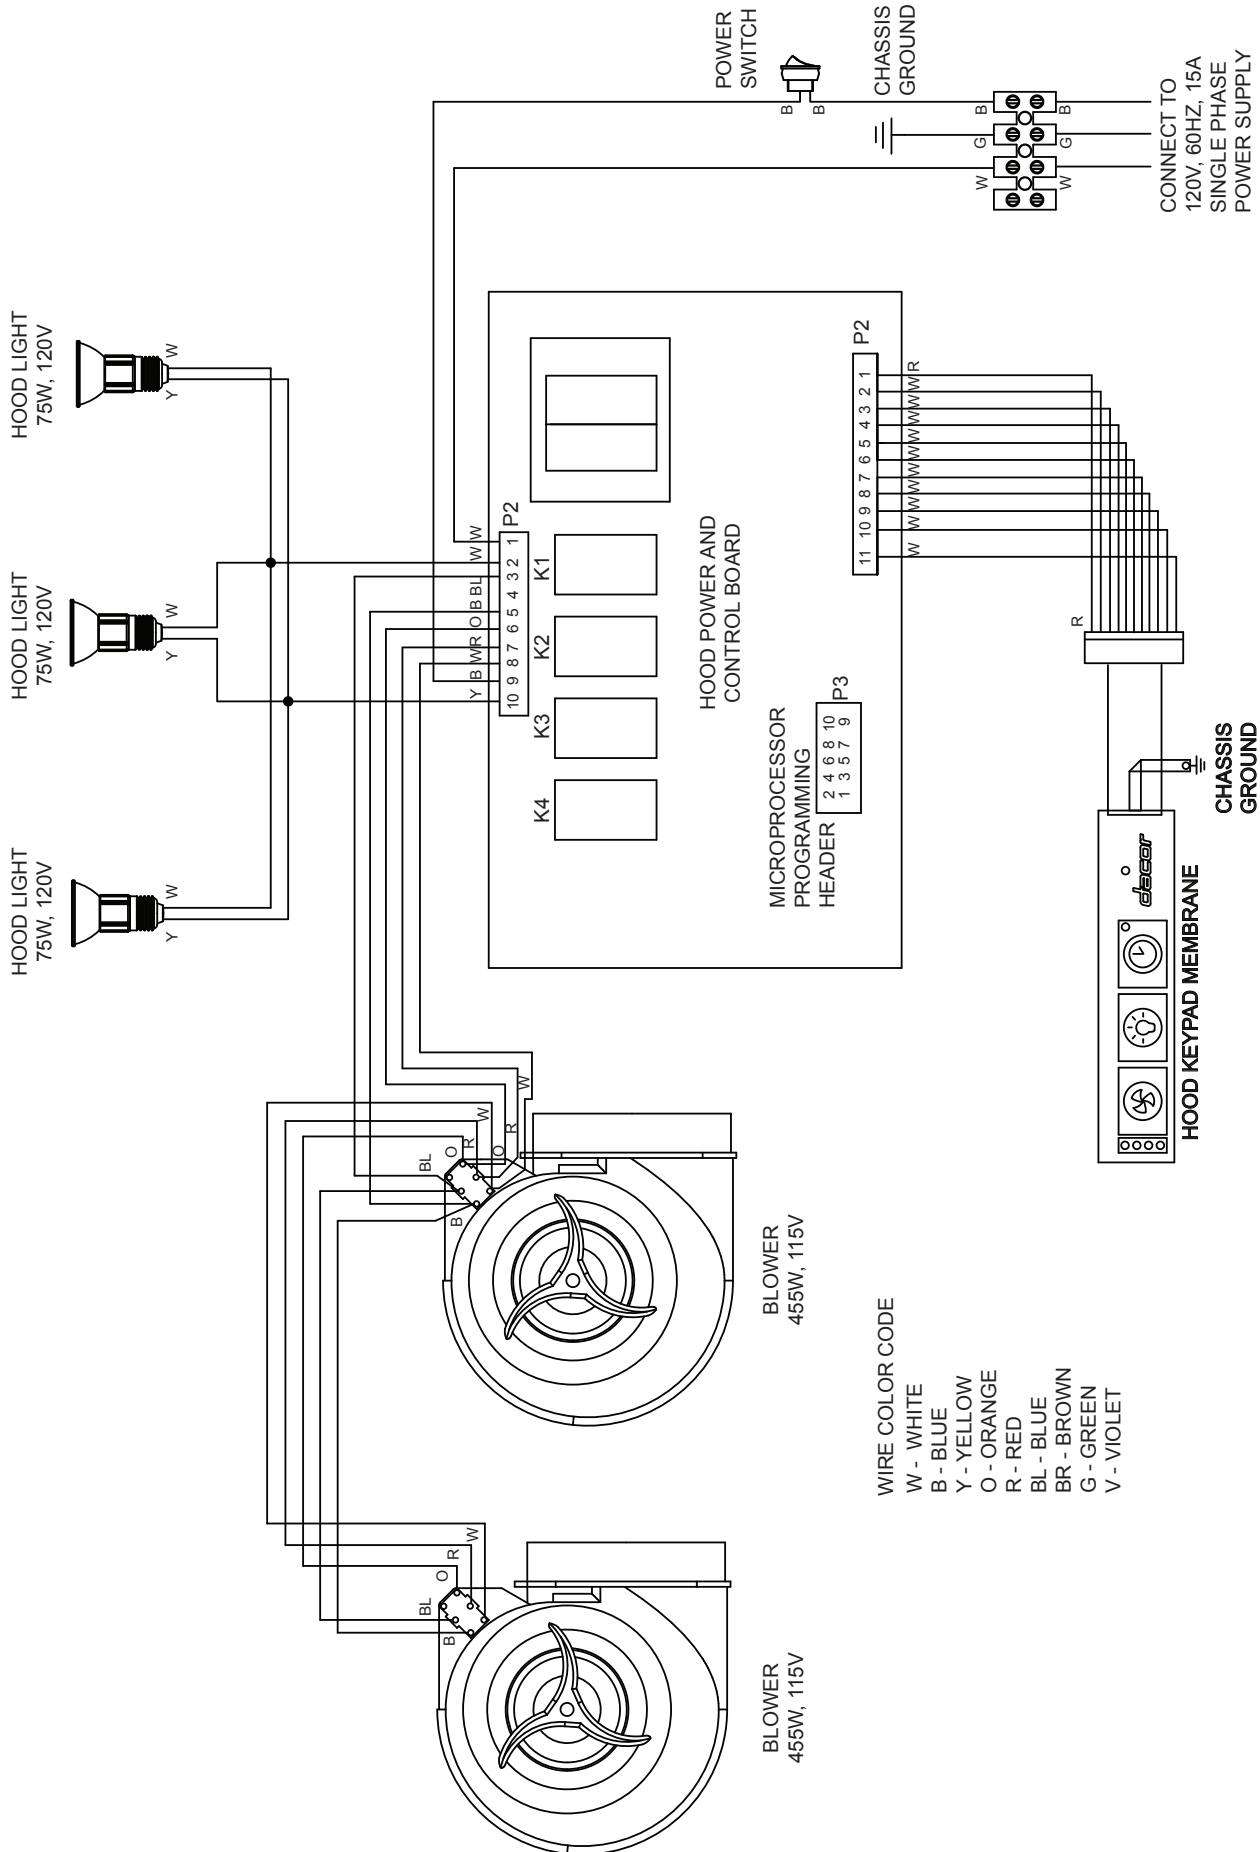 HOOD LIGHT
75W, 120V
Y
W
HOOD LIGHT
75W, 120V
Y
W
HOOD LIGHT
75W, 120V
Y
W
POWER
SWITCH
B
B
CHASSIS
GROUND
B
G
W
B
G
W
CONNECT TO
120V, 60HZ, 15A
SINGLE PHASE
POWER SUPPLY
Y B W R O B BL W W
10 9 8 7 6 5 4 3 2 1
P2
K4
K3
K2
K1
HOOD POWER AND
CONTROL BOARD
MICROPROCESSOR
PROGRAMMING
HEADER
2 4 6 8 10
1 3 5 7 9
P3
P2
11 10 9 8 7 6 5 4 3 2 1
W W W W W W W W W W R
R
BL
O
R
W
B
O
R
W
BLOWER
455W, 115V
BL
O
R
W
B
BLOWER
455W, 115V
WIRE COLOR CODE
W - WHITE
B - BLUE
Y - YELLOW
O - ORANGE
R - RED
BL - BLUE
BR - BROWN
G - GREEN
V - VIOLET
dacor
HOOD KEYPAD MEMBRANE
CHASSIS
GROUND